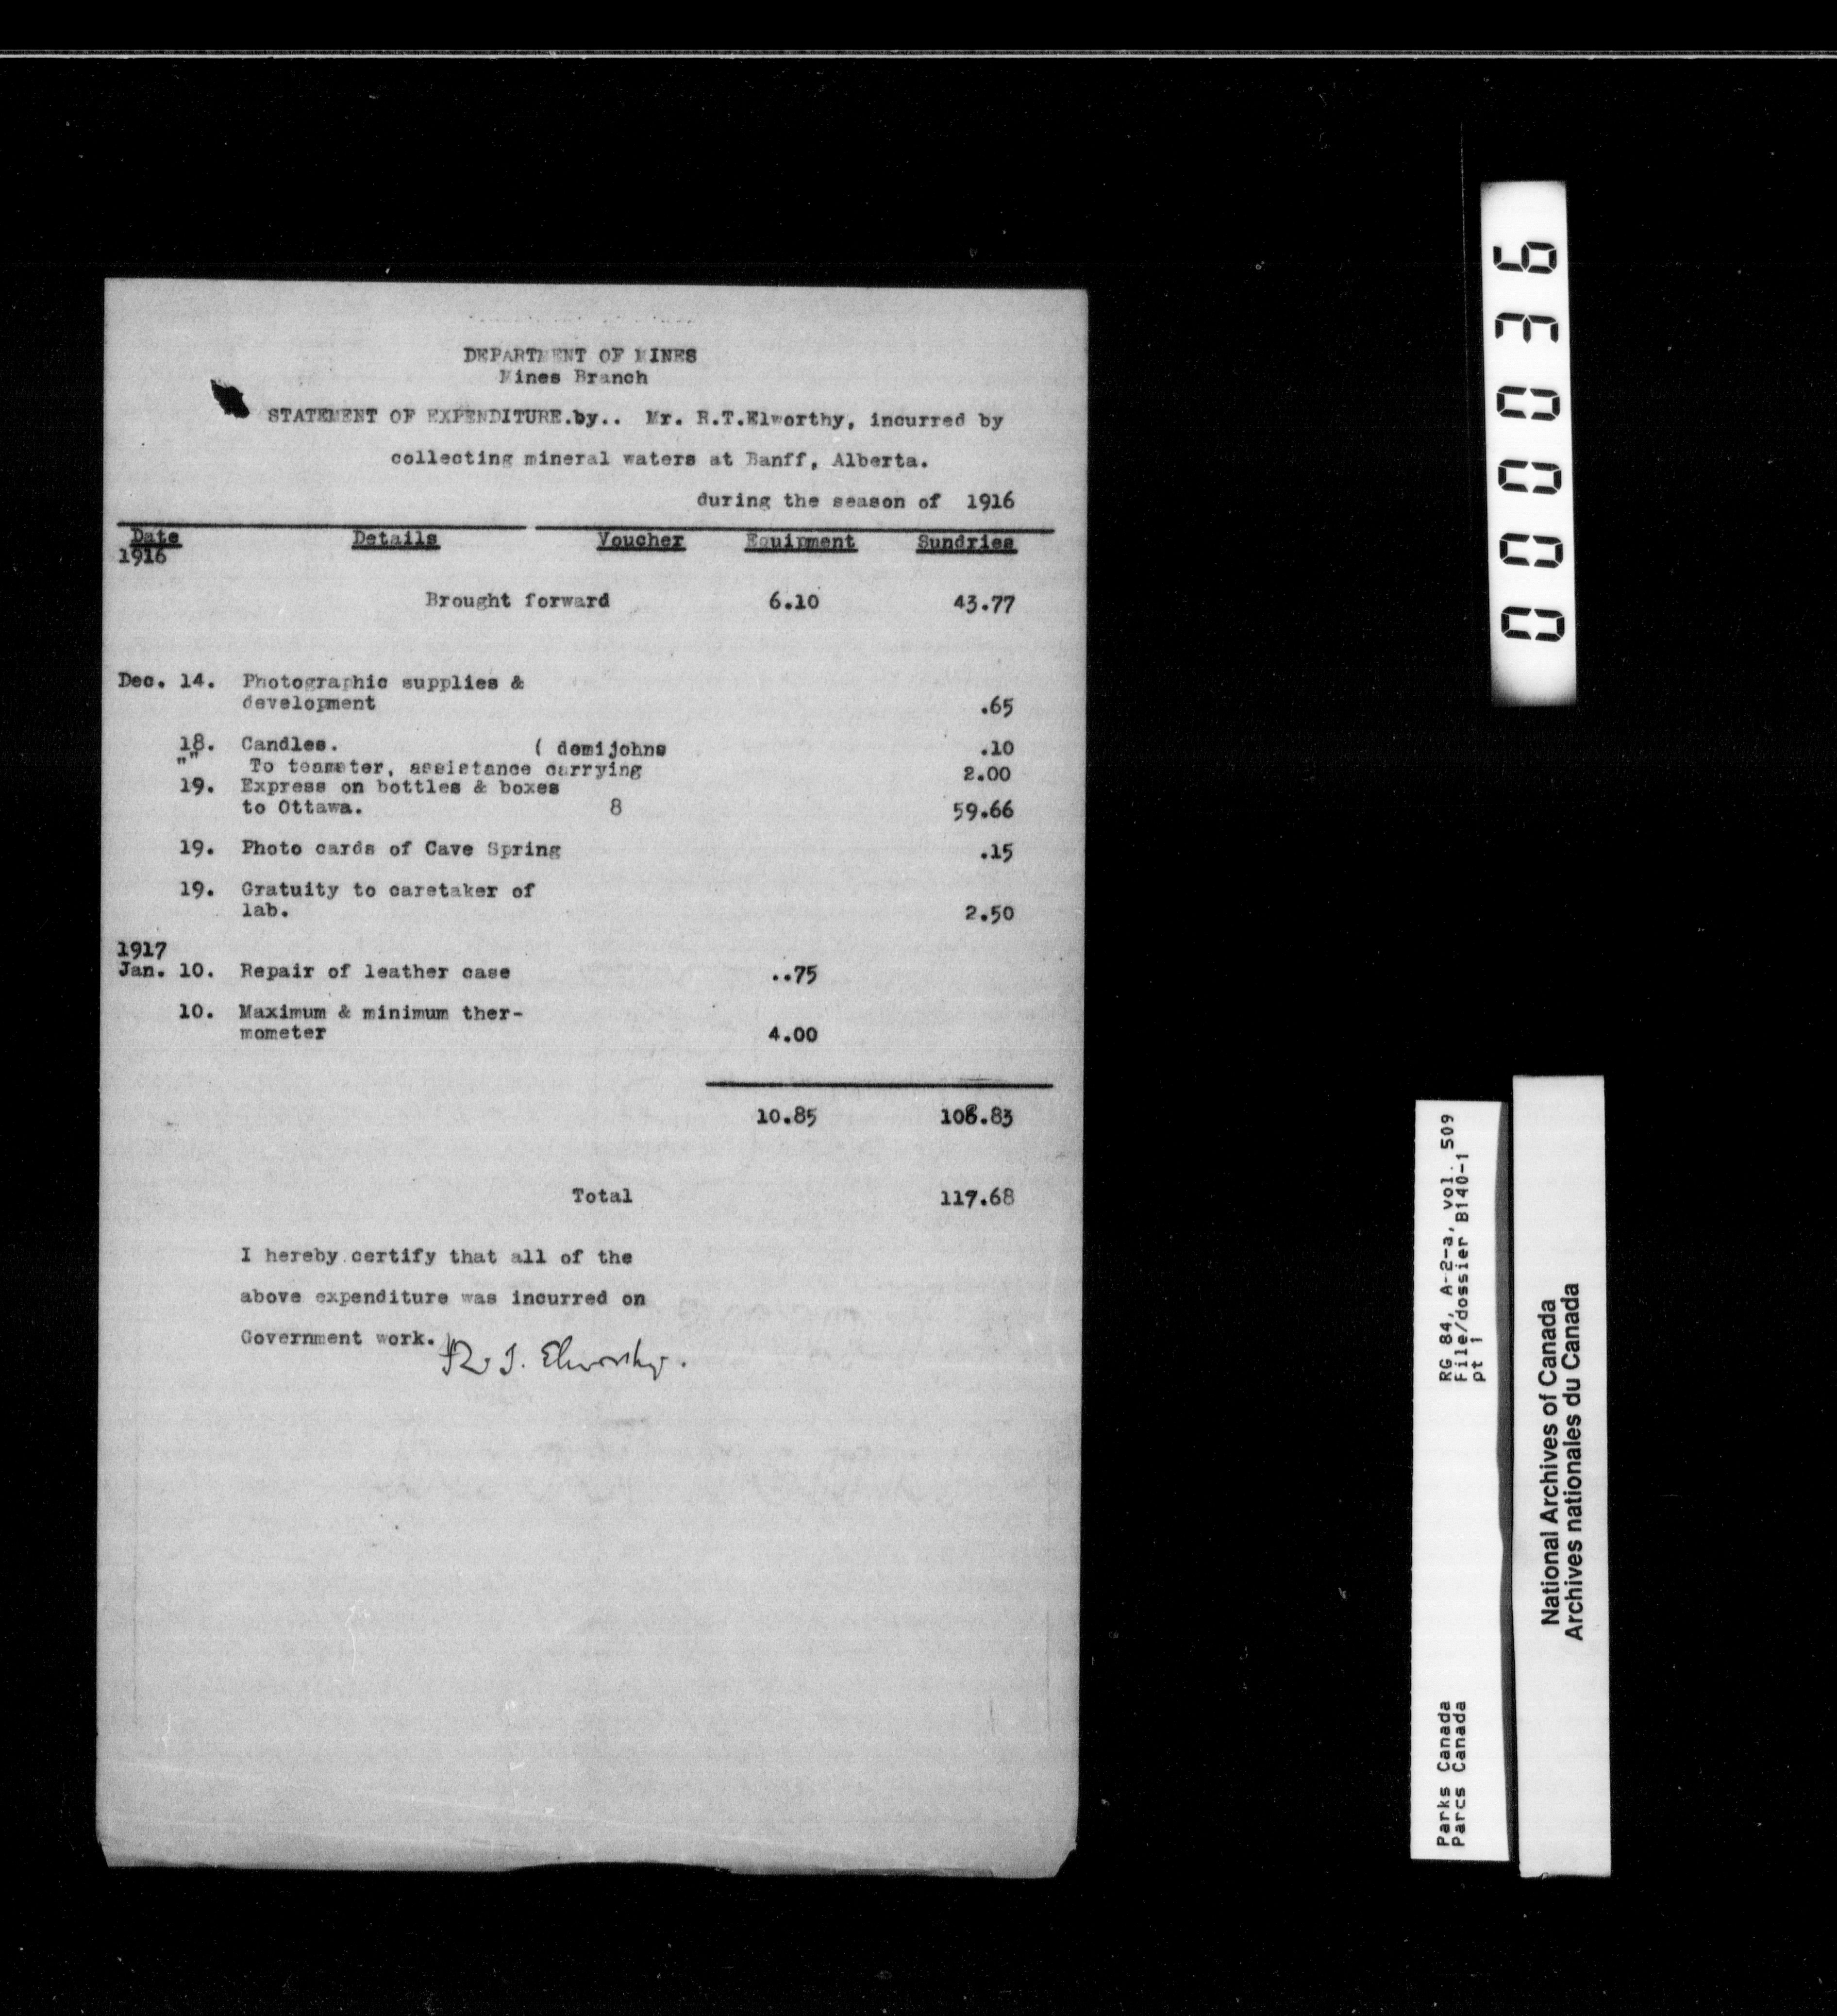 DEPARTMENT OF MINES
Mines Branch
STATEMENT OF EXPENDITURE.by.. Mr. R.T.Elworthy, incurred by
collecting mineral waters at Banff, Alberta.
during the season of 1916
Date Details Voucher Equipment Sundries
1916
Brought forward 6.10 43.77
Dec. 14. Photographic supplies &
development .65
18. Candles. ( demijohns .10
"" To teamster, assistance carrying 2.00
19. Express on bottles & boxes
to Ottawa. 8 59.66
19. Photo cards of Cave Spring .15
19. Gratuity to caretaker of
lab. 2.50
1917
Jan. 10. Repair of leather case ..75
10. Maximum & minimum ther-
mometer 4.00
10.85 108.83
Total 117.68
I hereby certify that all of the
above expenditure was incurred on
Government work.
R. T. Elworthy.
000036
RG 84, A-2-a, vol. 509
File/dossier B140-1
pt 1
Parks Canada
Parcs Canada
National Archives of Canada
Archives nationales du Canada